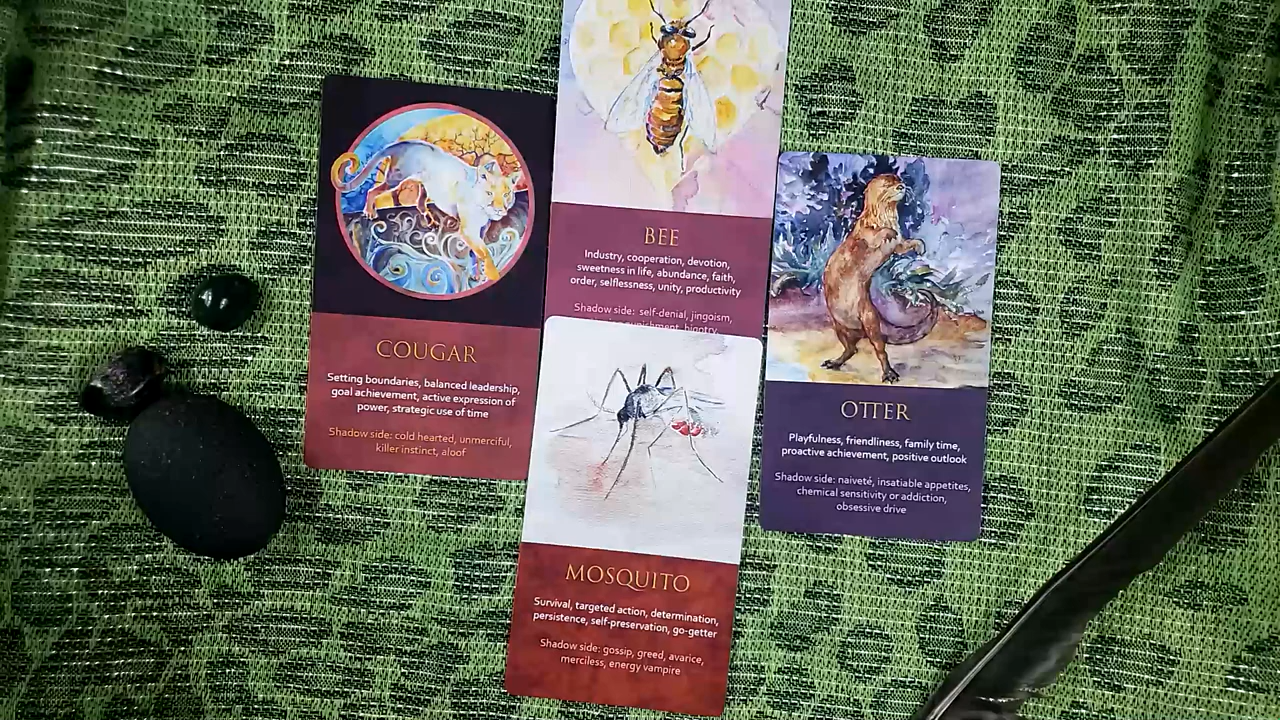 COUGAR
Setting boundaries, balanced leadership,
goal achievement, active expression of
power, strategic use of time
Shadow side: cold hearted, unmerciful,
killer instinct, aloof
BEE
Industry, cooperation, devotion,
sweetness in life, abundance, faith,
order, selflessness, unity, productivity
Shadow side: self-denial, jingoism,
punishment, bigotry,
OTTER
Playfulness, friendliness, family time,
proactive achievement, positive outlook
Shadow side: naiveté, insatiable appetites,
chemical sensitivity or addiction,
obsessive drive
MOSQUITO
Survival, targeted action, determination,
persistence, self-preservation, go-getter
Shadow side: gossip, greed, avarice,
merciless, energy vampire